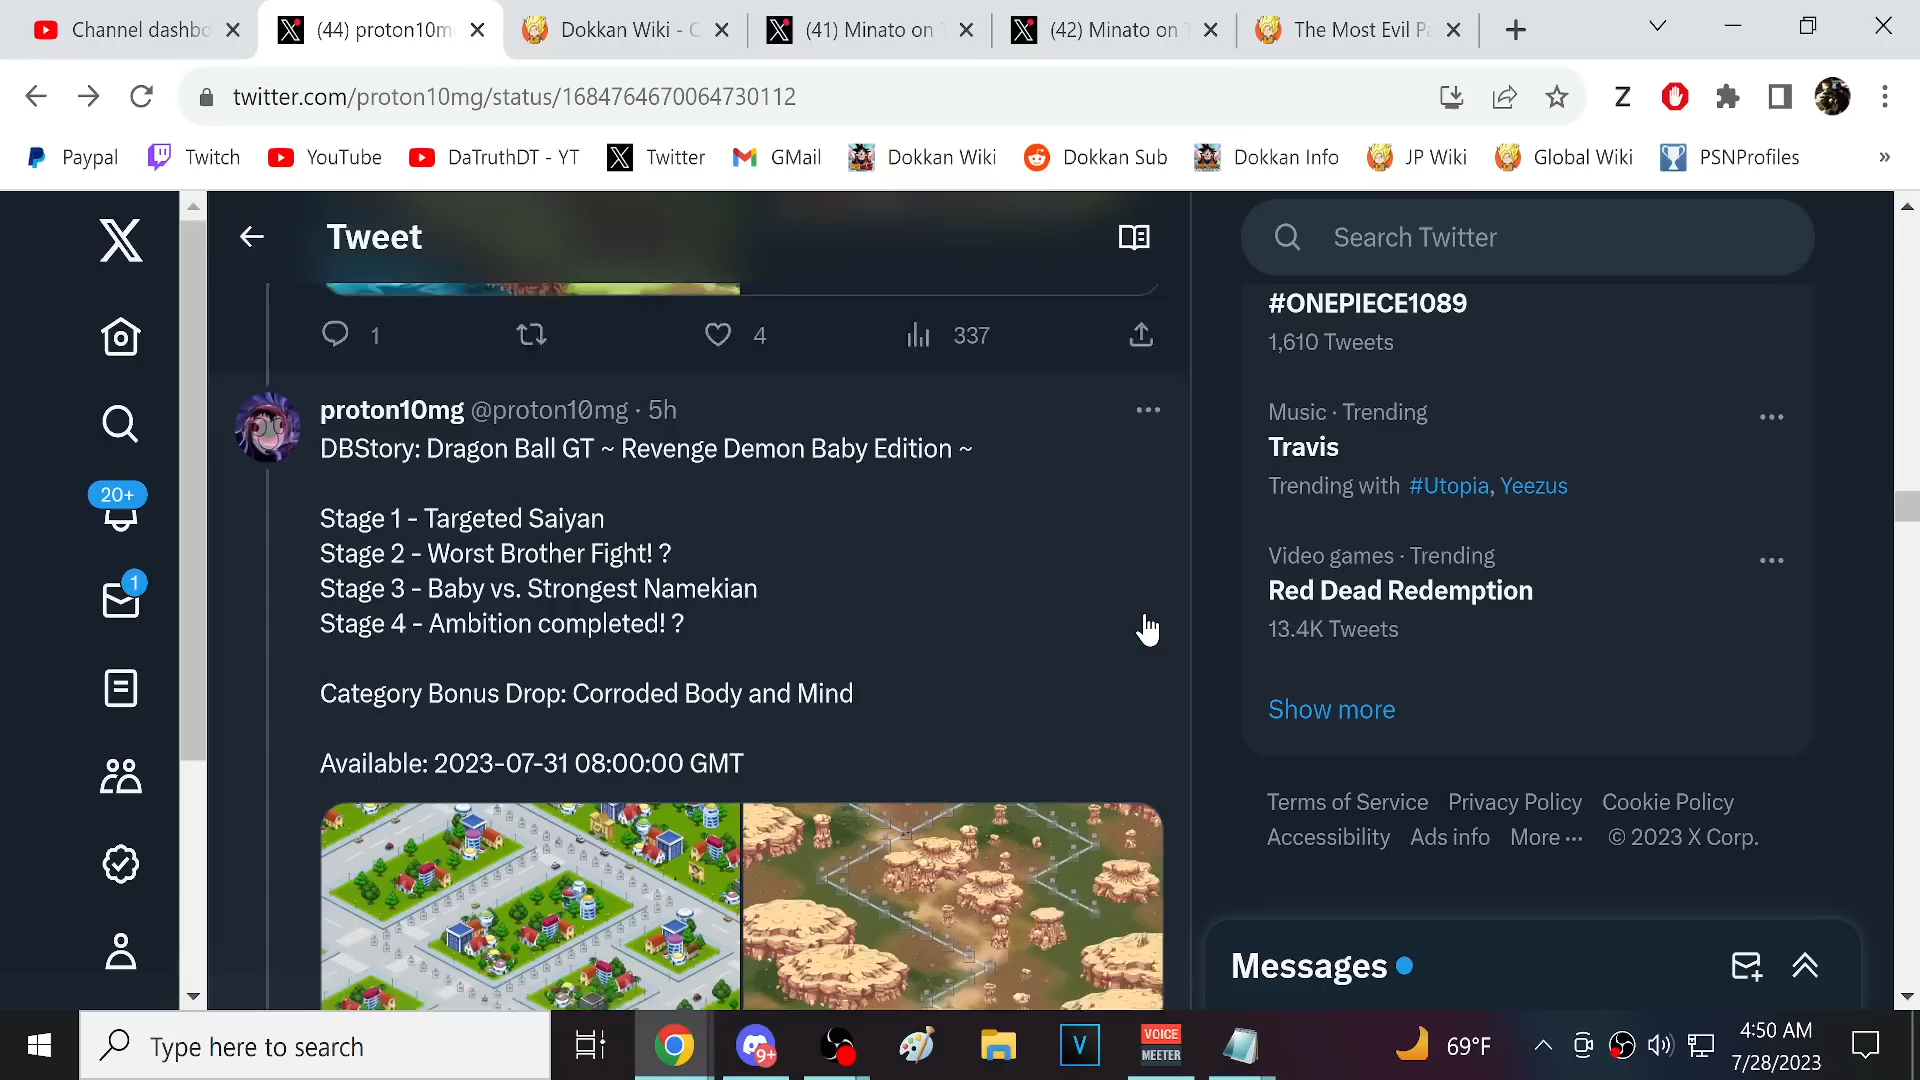 Channel dashbo
(44) proton10m
Dokkan Wiki - C
(41) Minato on T
(42) Minato on T
The Most Evil Pa
twitter.com/proton10mg/status/1684764670064730112
Z
Paypal
Twitch
YouTube
DaTruthDT - YT
Twitter
GMail
Dokkan Wiki
Dokkan Sub
Dokkan Info
JP Wiki
Global Wiki
PSNProfiles
»
Tweet
1
4
337
proton10mg @proton10mg · 5h
DBStory: Dragon Ball GT ~ Revenge Demon Baby Edition ~
Stage 1 - Targeted Saiyan
Stage 2 - Worst Brother Fight! ?
Stage 3 - Baby vs. Strongest Namekian
Stage 4 - Ambition completed! ?
Category Bonus Drop: Corroded Body and Mind
Available: 2023-07-31 08:00:00 GMT
20+
1
Search Twitter
#ONEPIECE1089
1,610 Tweets
Music · Trending
Travis
Trending with #Utopia, Yeezus
Video games · Trending
Red Dead Redemption
13.4K Tweets
Show more
Terms of Service Privacy Policy Cookie Policy
Accessibility Ads info More ··· © 2023 X Corp.
Messages
Type here to search
9+
V
VOICE
MEETER
69°F
4:50 AM
7/28/2023